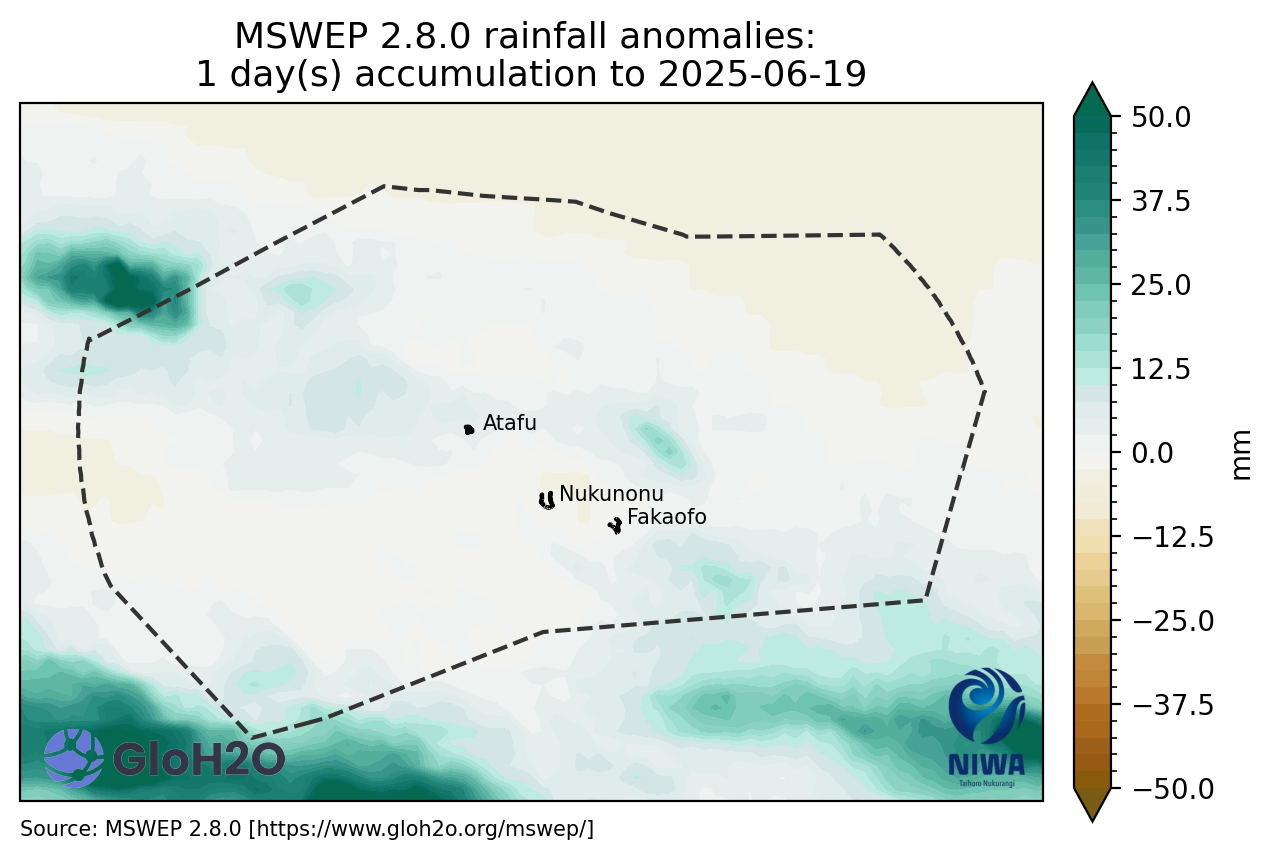 MSWEP 2.8.0 rainfall anomalies:
1 day(s) accumulation to 2025-06-19
50.0
37.5
25.0
12.5
0.0
−12.5
−25.0
−37.5
−50.0
mm
Atafu
Nukunonu
Fakaofo
GloH2O
NIWA
Taihoro Nukurangi
Source: MSWEP 2.8.0 [https://www.gloh2o.org/mswep/]